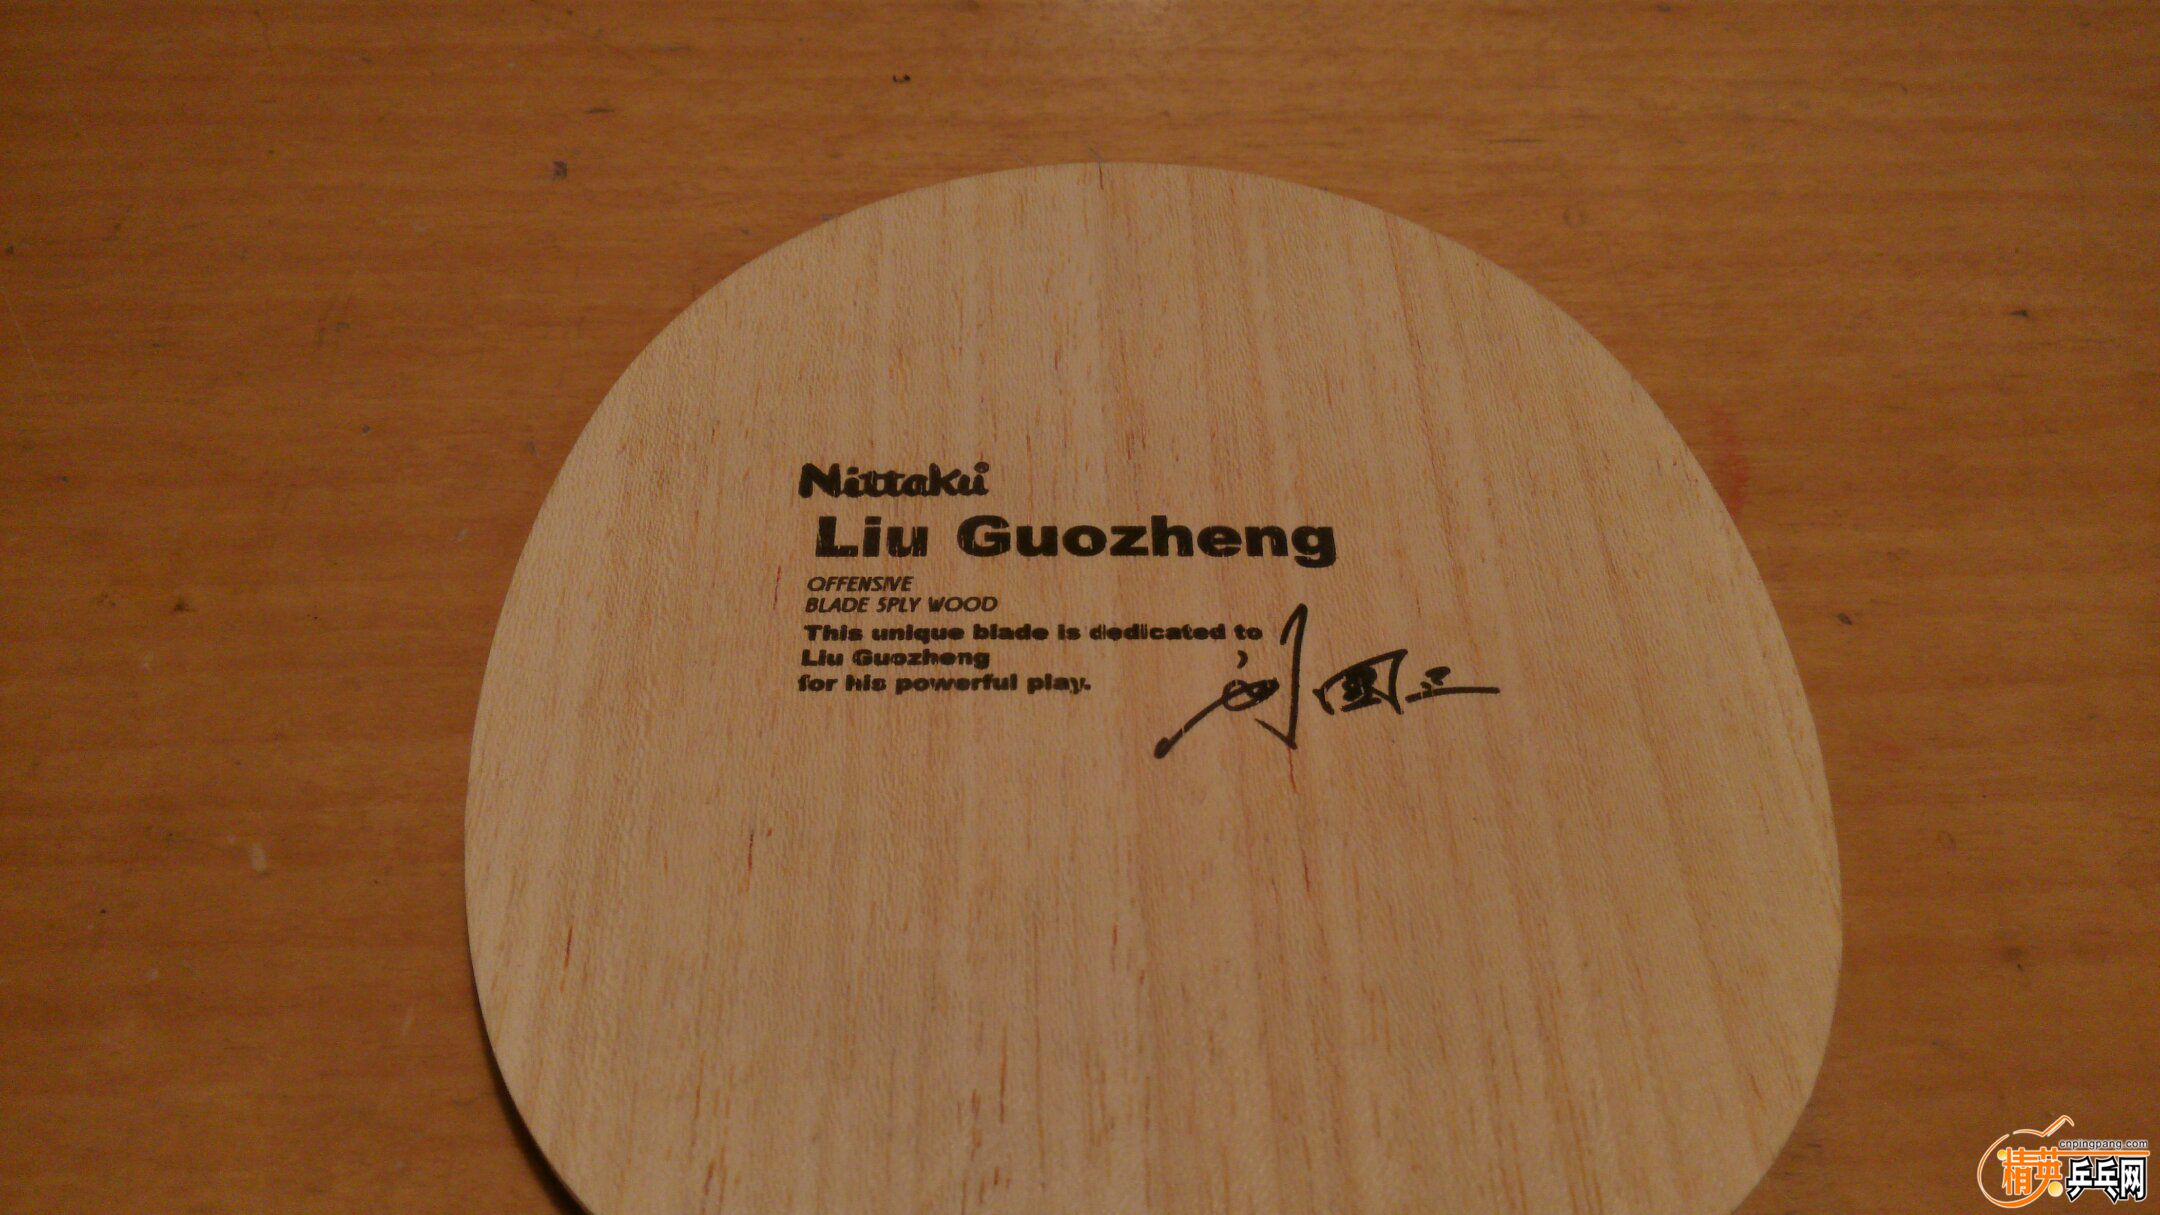 Nittaku
Liu Guozheng
OFFENSIVE
BLADE 5PLY WOOD
This unique blade is dedicated to
Liu Guozheng
for his powerful play.
刘国正
cnpingpang.com
精英乒乓网